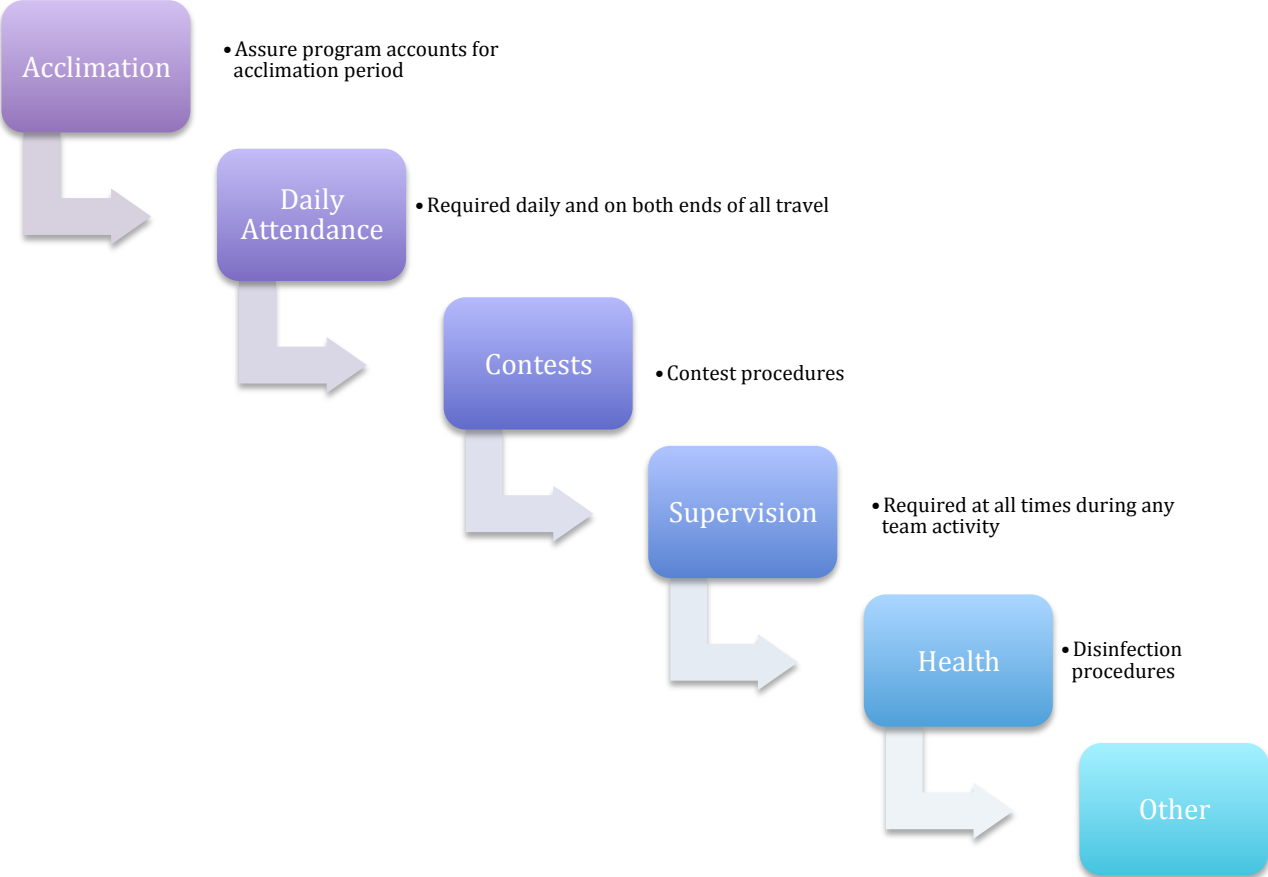 Acclimation
•Assure program accounts for
acclimation period
Daily
Attendance
•Required daily and on both ends of all travel
Contests
•Contest procedures
Supervision
•Required at all times during any
team activity
Health
•Disinfection
procedures
Other